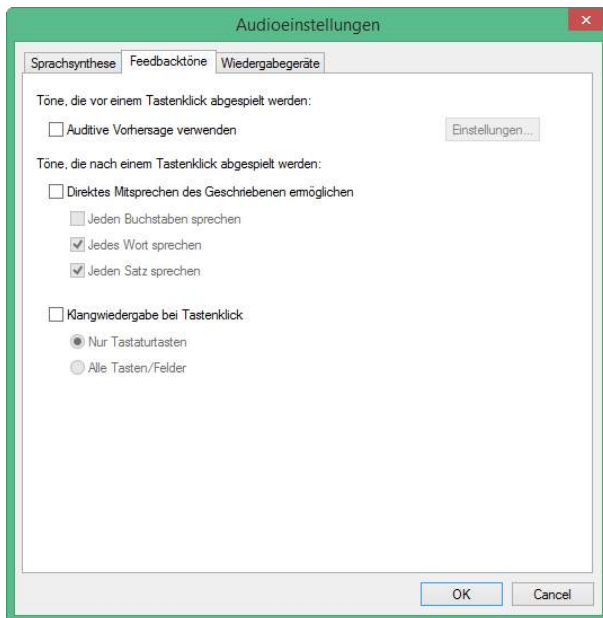 Audioeinstellungen
Sprachsynthese Feedbacktöne Wiedergabegeräte
Töne, die vor einem Tastenklick abgespielt werden:
Auditive Vorhersage verwenden Einstellungen...
Töne, die nach einem Tastenklick abgespielt werden:
Direktes Mitsprechen des Geschriebenen ermöglichen
Jeden Buchstaben sprechen
Jedes Wort sprechen
Jeden Satz sprechen
Klangwiedergabe bei Tastenklick
Nur Tastaturtasten
Alle Tasten/Felder
OK Cancel